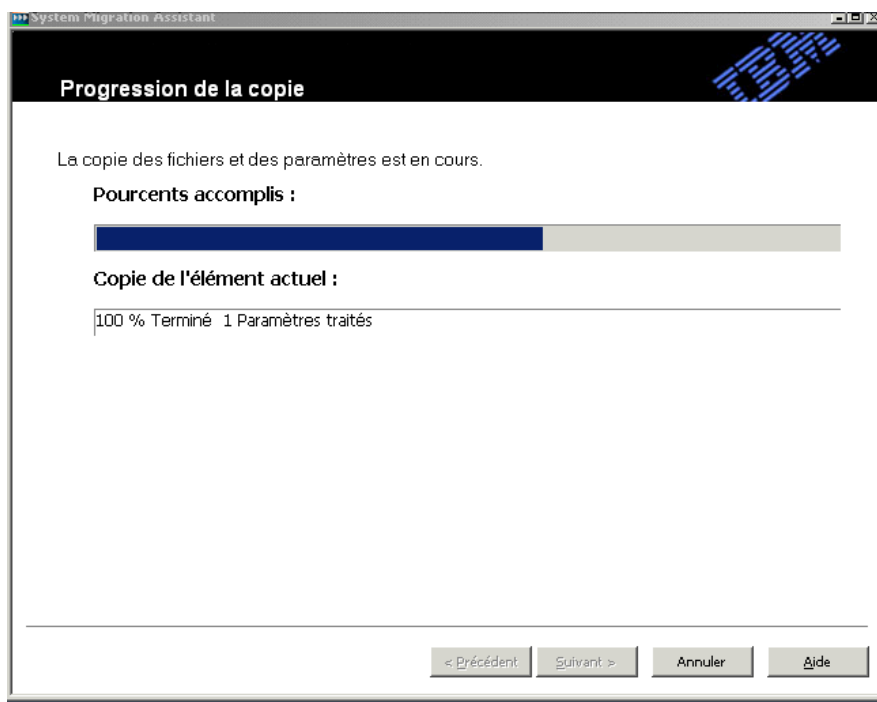 System Migration Assistant
IBM
Progression de la copie
La copie des fichiers et des paramètres est en cours.
Pourcents accomplis :
Copie de l'élément actuel :
100 % Terminé 1 Paramètres traités
< Précédent Suivant > Annuler Aide